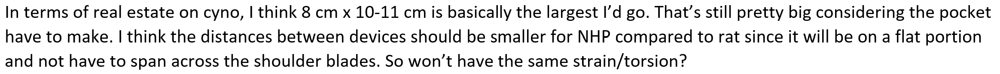 In terms of real estate on cyno, I think 8 cm x 10-11 cm is basically the largest I’d go. That’s still pretty big considering the pocket
have to make. I think the distances between devices should be smaller for NHP compared to rat since it will be on a flat portion
and not have to span across the shoulder blades. So won’t have the same strain/torsion?